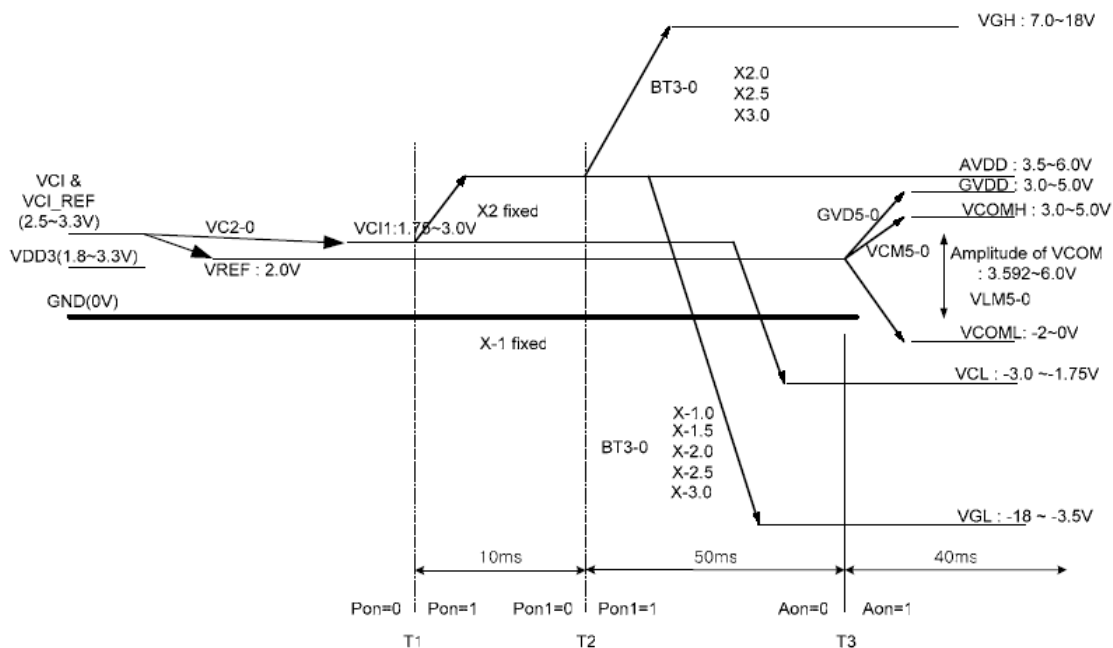 VGH : 7.0~18V
BT3-0
X2.0
X2.5
X3.0
VCI &
VCI_REF
(2.5~3.3V)
VC2-0
VCI1:1.75~3.0V
X2 fixed
AVDD : 3.5~6.0V
GVDD : 3.0~5.0V
GVD5-0
VCOMH : 3.0~5.0V
VCM5-0
VDD3(1.8~3.3V)
VREF : 2.0V
Amplitude of VCOM
: 3.592~6.0V
VLM5-0
GND(0V)
X-1 fixed
VCOML: -2~0V
VCL : -3.0 ~-1.75V
BT3-0
X-1.0
X-1.5
X-2.0
X-2.5
X-3.0
VGL : -18 ~ -3.5V
10ms
50ms
40ms
Pon=0 Pon=1
Pon1=0 Pon1=1
Aon=0 Aon=1
T1
T2
T3